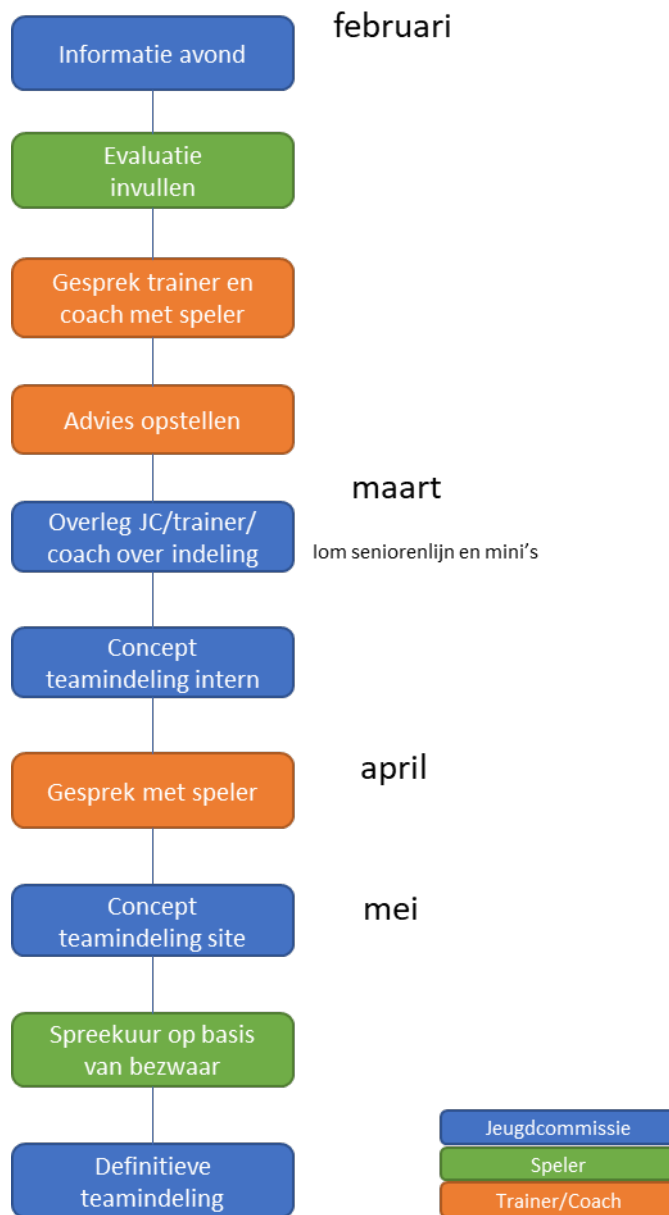 februari
Informatie avond
Evaluatie
invullen
Gesprek trainer en
coach met speler
Advies opstellen
maart
Overleg JC/trainer/
coach over indeling
Iom seniorenlijn en mini's
Concept
teamindeling intern
april
Gesprek met speler
mei
Concept
teamindeling site
Spreekuur op basis
van bezwaar
Definitieve
teamindeling
Jeugdcommissie
Speler
Trainer/Coach